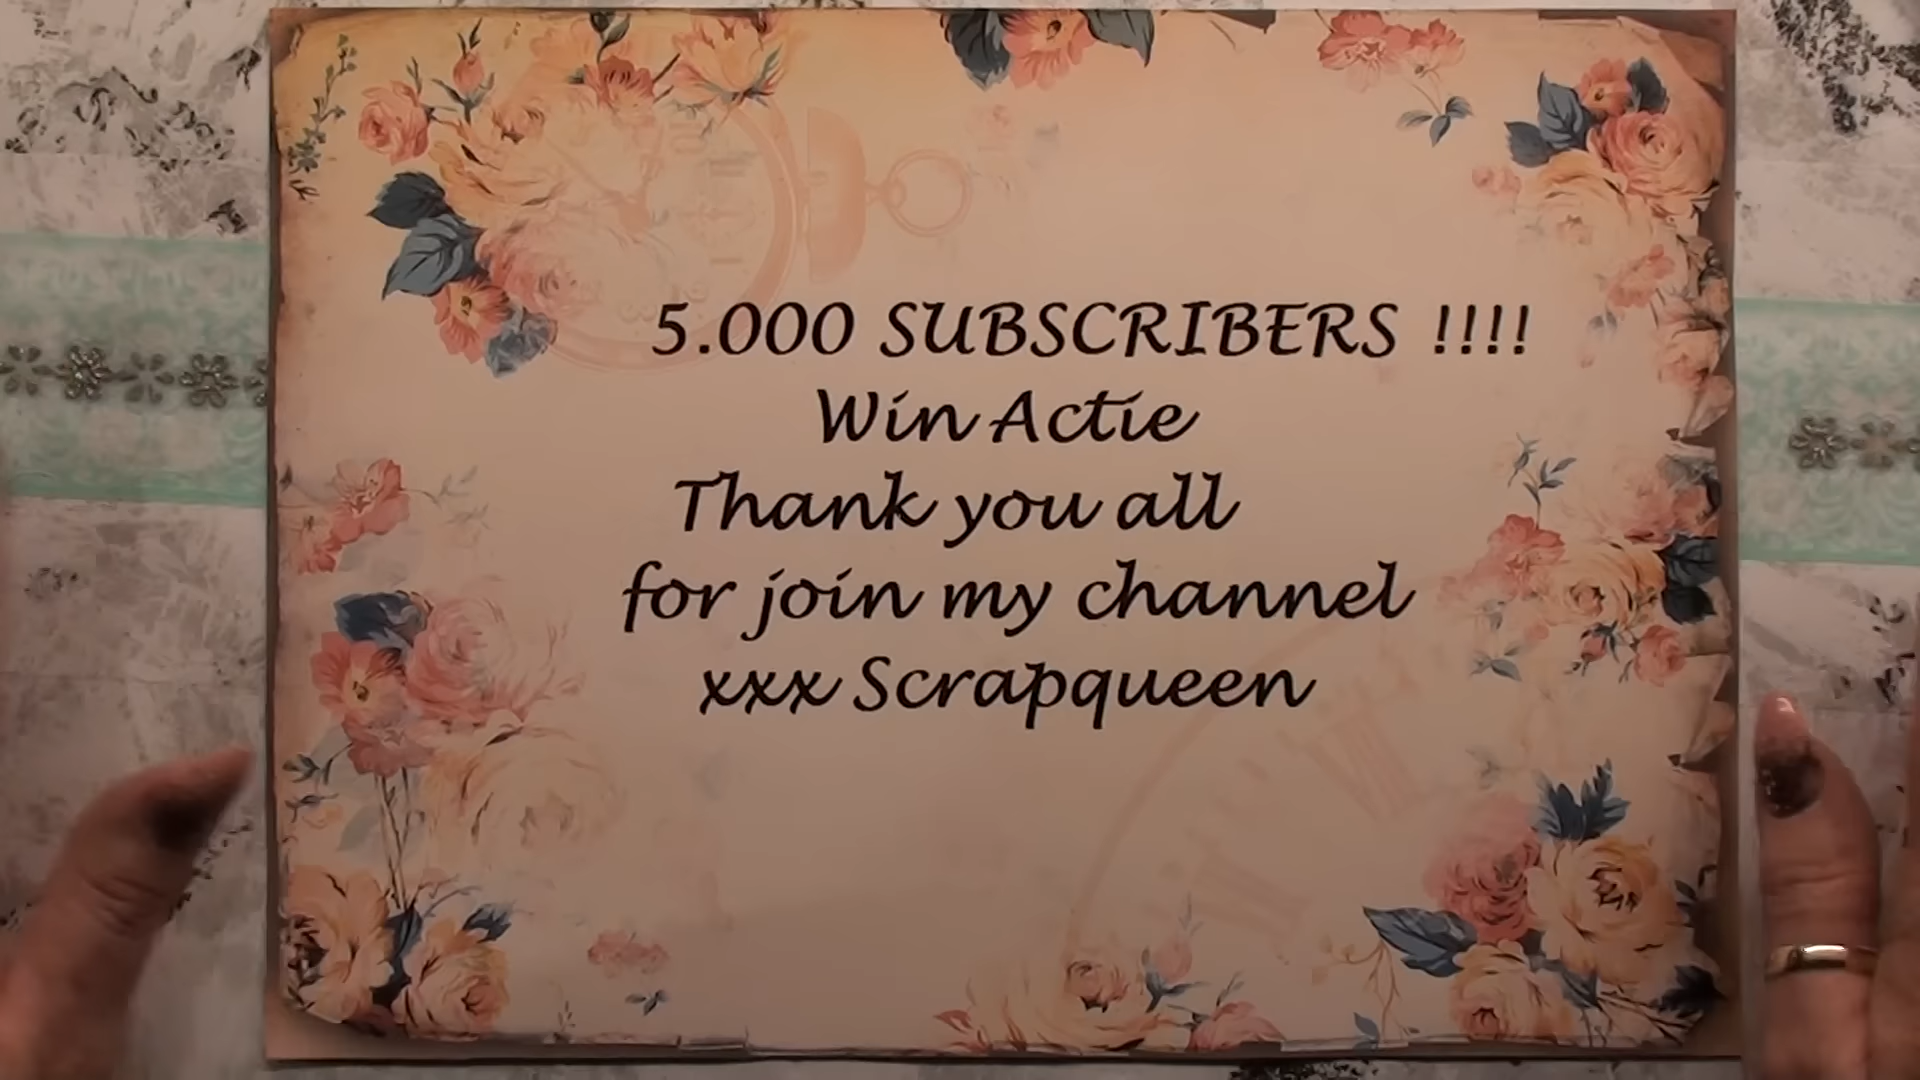 5.000 SUBSCRIBERS !!!!
Win Actie
Thank you all
for join my channel
xxx Scrapqueen